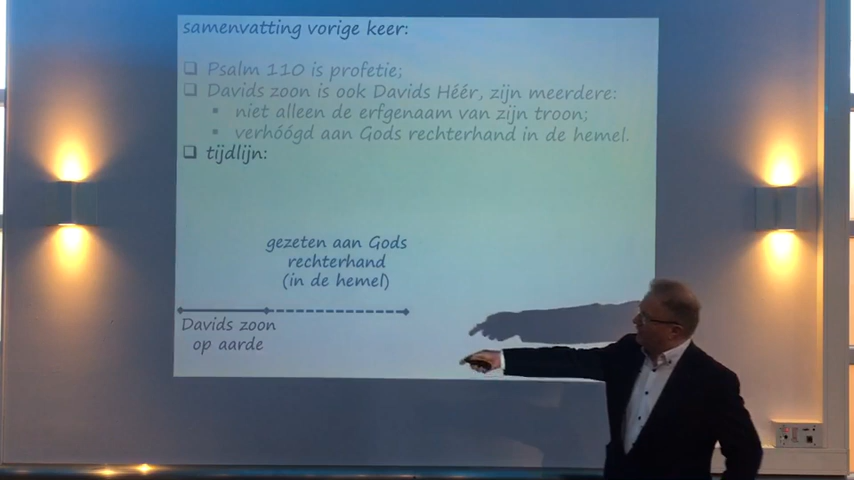 samenvatting vorige keer:
❑ Psalm 110 is profetie;
❑ Davids zoon is ook Davids Héér, zijn meerdere:
▪ niet alleen de erfgenaam van zijn troon;
▪ verhóógd aan Gods rechterhand in de hemel.
❑ tijdlijn:
gezeten aan Gods
rechterhand
(in de hemel)
Davids zoon
op aarde